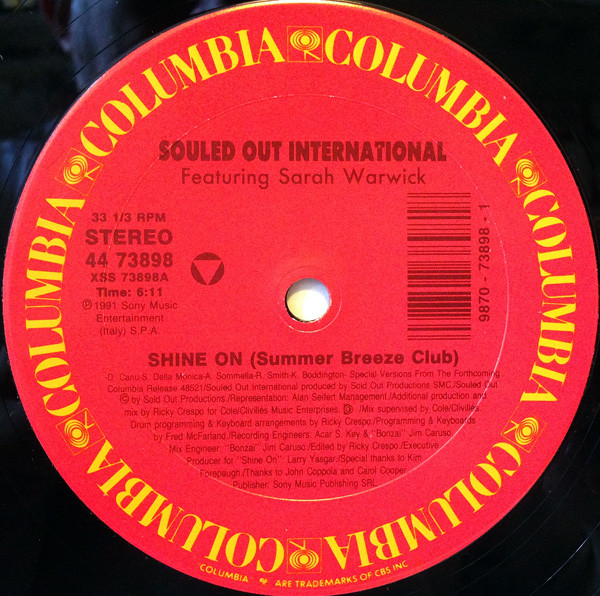 COLUMBIA COLUMBIA COLUMBIA COLUMBIA COLUMBIA COLUMBIA COLUMBIA COLUMBIA
SOULED OUT INTERNATIONAL
Featuring Sarah Warwick
33 1/3 RPM
STEREO
44 73898
XSS 73898A
Time: 6:11
℗1991 Sony Music
Entertainment
(Italy) S.P.A.
9870 - 73898 - 1
SHINE ON (Summer Breeze Club)
-D. Canu-S. Della Monica-A. Sommella-R. Smith-K. Boddington- Special Versions From The Forthcoming
Columbia Release 48521/Souled Out International produced by Sold Out Productions SMC./Souled Out
© by Sold Out Productions /Representation: Alan Seifert Management./Additional production and
mix by Ricky Crespo for Cole/Clivillés Music Enterprises. /Mix supervised by Cole/Clivillés.
Drum programming & Keyboard arrangements by Ricky Crespo./Programming & Keyboards
by Fred McFarland./Recording Engineers: Acar S. Key & "Bonzai" Jim Caruso.
Mix Engineer: "Bonzai" Jim Caruso./Edited by Ricky Crespo/Executive
Producer for "Shine On": Larry Yasgar./Special thanks to Kim
Forepaugh./Thanks to John Coppola and Carol Cooper
Publisher: Sony Music Publishing SRL.
"COLUMBIA" ARE TRADEMARKS OF CBS INC